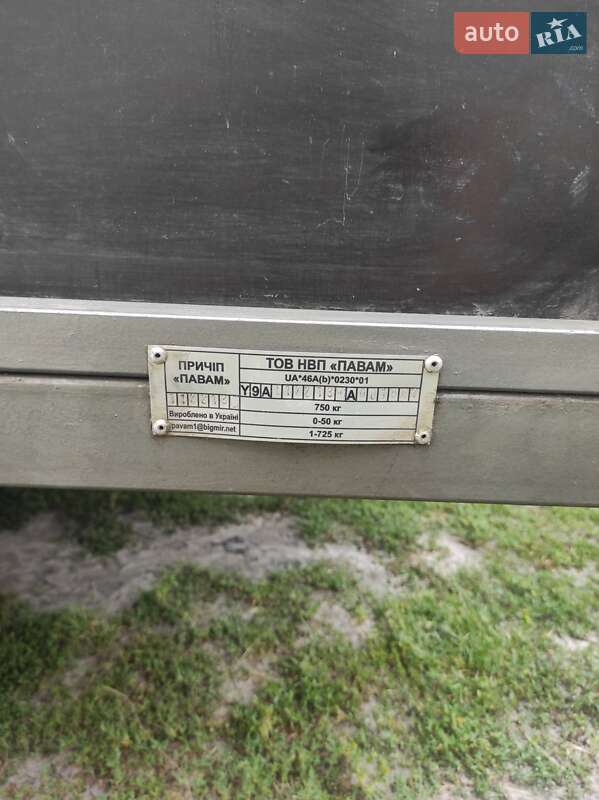 auto RIA .com
ПРИЧІП
«ПАВАМ»
Вироблено в Україні
pavam1@bigmir.net
ТОВ НВП «ПАВАМ»
UA*46A(b)*0230*01
Y9A A
750 кг
0-50 кг
1-725 кг